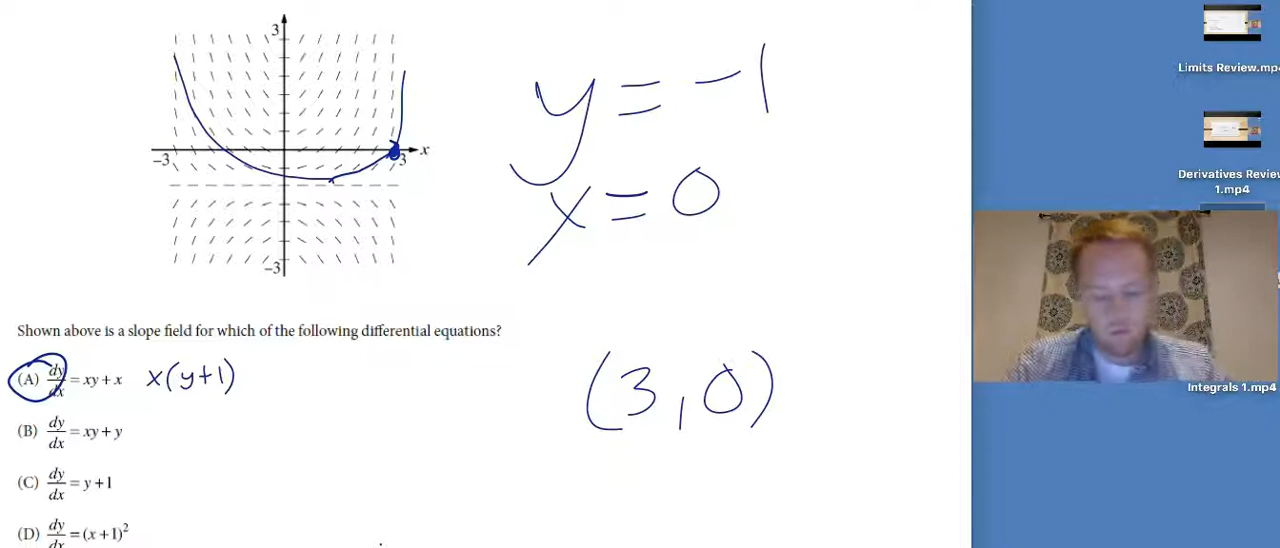 3
-3
3
x
-3
y = -1
x = 0
Shown above is a slope field for which of the following differential equations?
(A) dy/dx = xy + x x(y+1)
(B) dy/dx = xy + y
(C) dy/dx = y + 1
(D) dy/dx = (x + 1)²
(3, 0)
Limits Review.mp4
Derivatives Review
1.mp4
Integrals 1.mp4